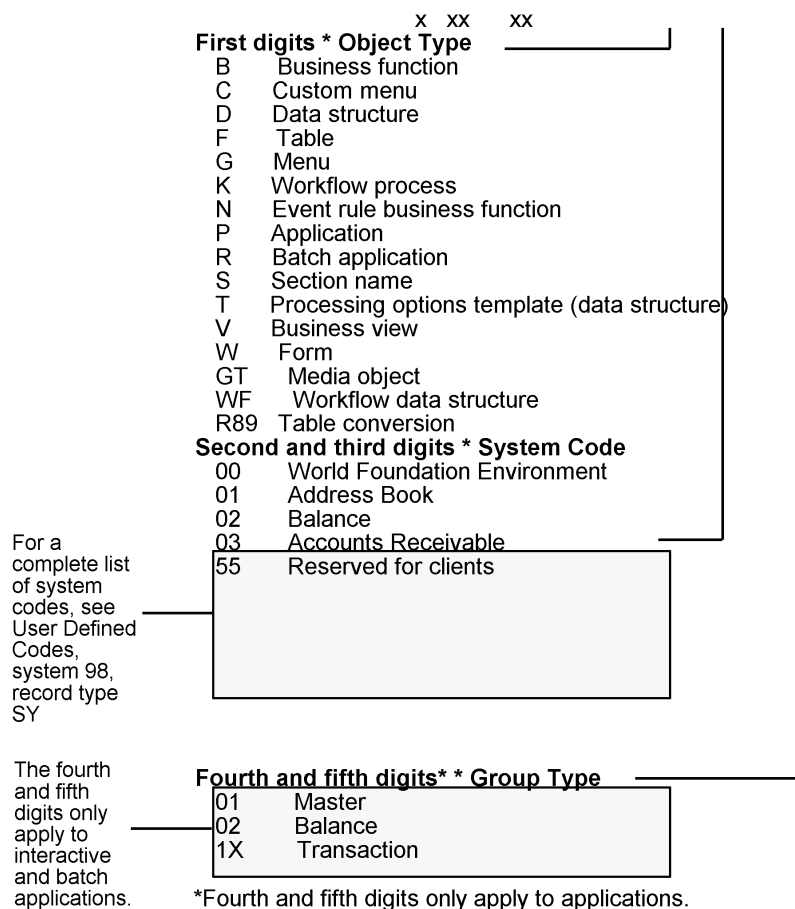 x xx xx
First digits * Object Type
B Business function
C Custom menu
D Data structure
F Table
G Menu
K Workflow process
N Event rule business function
P Application
R Batch application
S Section name
T Processing options template (data structure)
V Business view
W Form
GT Media object
WF Workflow data structure
R89 Table conversion
Second and third digits * System Code
00 World Foundation Environment
01 Address Book
02 Balance
03 Accounts Receivable
55 Reserved for clients
For a
complete list
of system
codes, see
User Defined
Codes,
system 98,
record type
SY
The fourth
and fifth
digits only
apply to
interactive
and batch
applications.
Fourth and fifth digits* * Group Type
01 Master
02 Balance
1X Transaction
*Fourth and fifth digits only apply to applications.